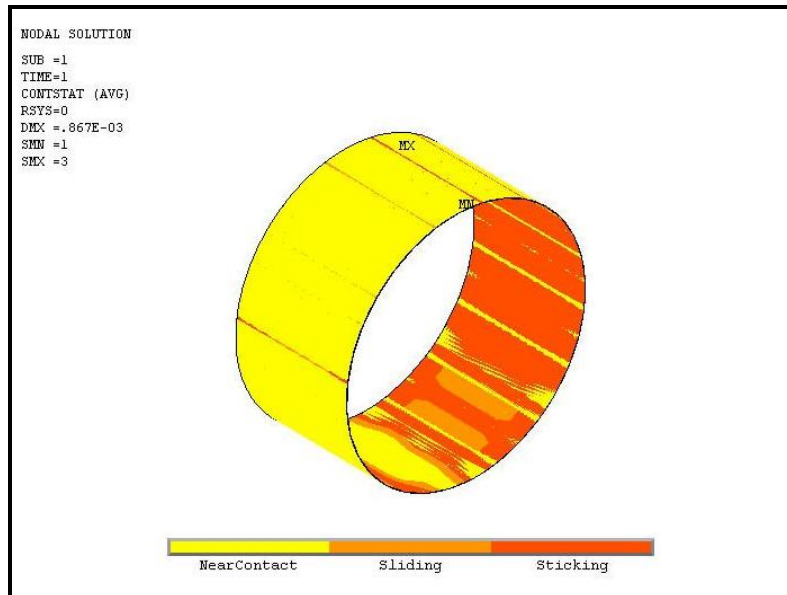 NODAL SOLUTION
SUB =1
TIME=1
CONTSTAT (AVG)
RSYS=0
DMX =.867E-03
SMN =1
SMX =3
MX
MN
NearContact Sliding Sticking